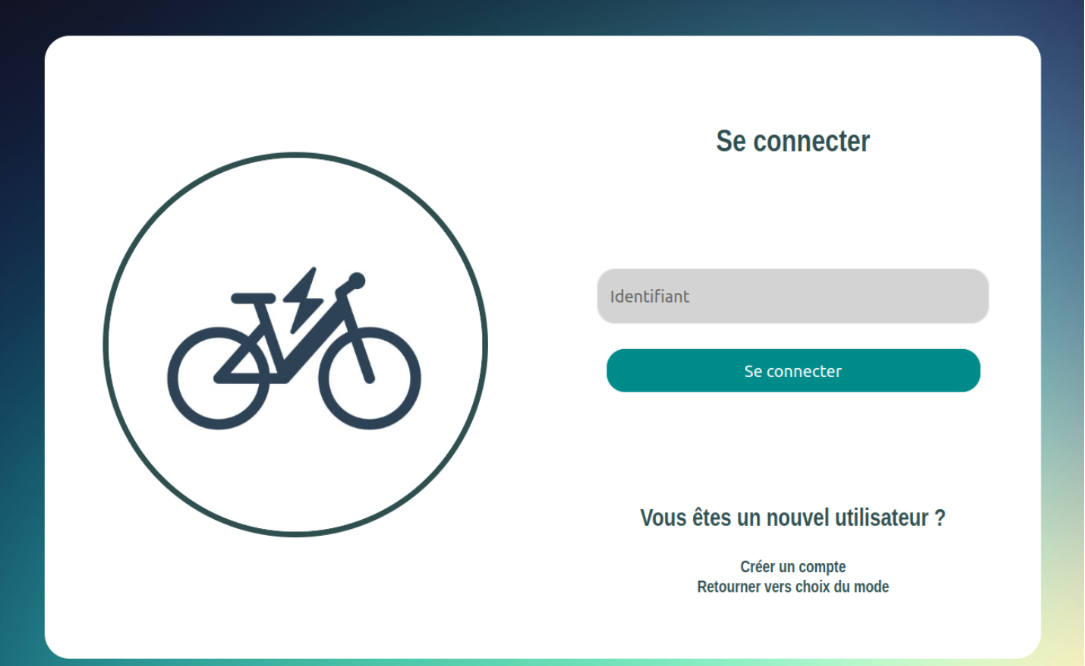 Se connecter
Identifiant
Se connecter
Vous êtes un nouvel utilisateur ?
Créer un compte
Retourner vers choix du mode